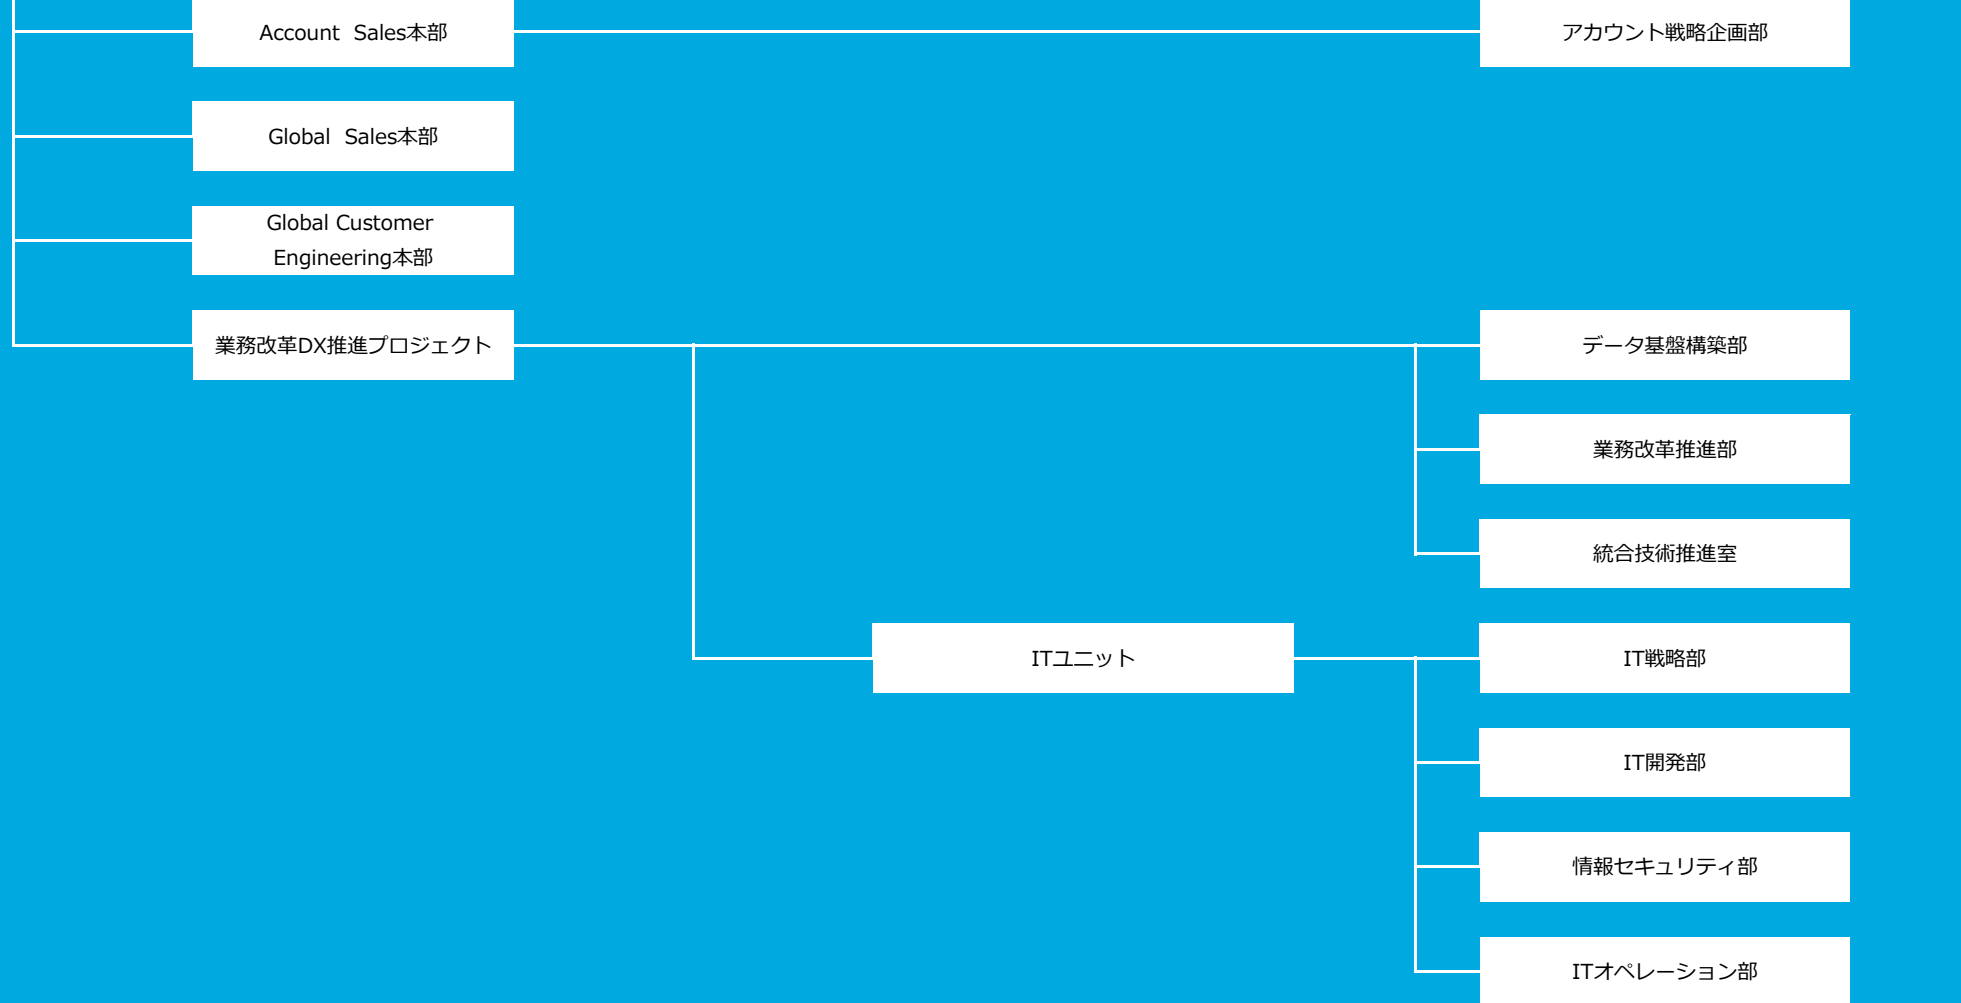 Account Sales本部
アカウント戦略企画部
Global Sales本部
Global Customer
Engineering本部
業務改革DX推進プロジェクト
データ基盤構築部
業務改革推進部
統合技術推進室
ITユニット
IT戦略部
IT開発部
情報セキュリティ部
ITオペレーション部